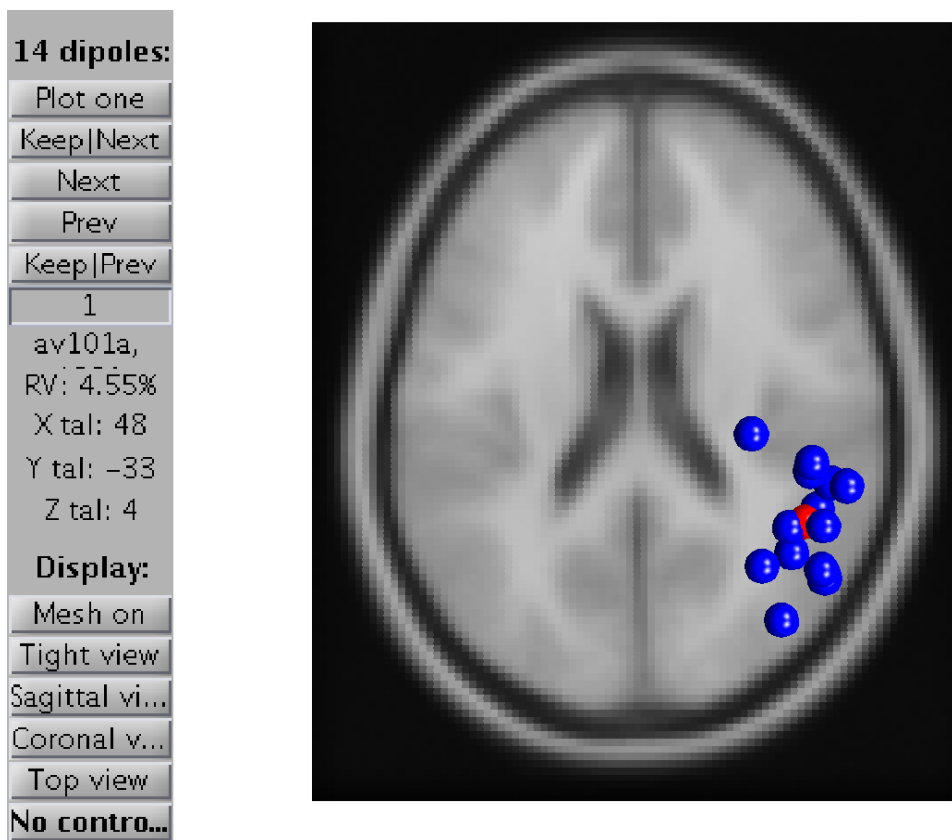 14 dipoles:
Plot one
Keep|Next
Next
Prev
Keep|Prev
1
av101a,
RV: 4.55%
X tal: 48
Y tal: -33
Z tal: 4
Display:
Mesh on
Tight view
Sagittal vi...
Coronal v...
Top view
No contro...